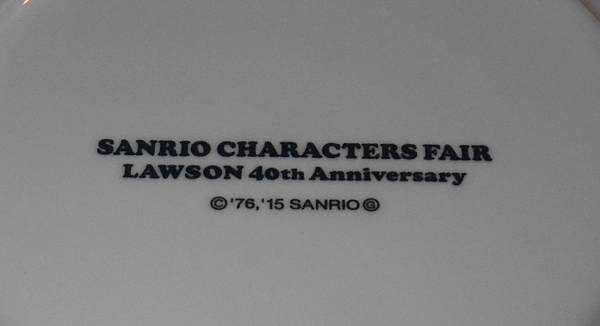 SANRIO CHARACTERS FAIR
LAWSON 40th Anniversary
©'76,'15 SANRIO Ⓖ